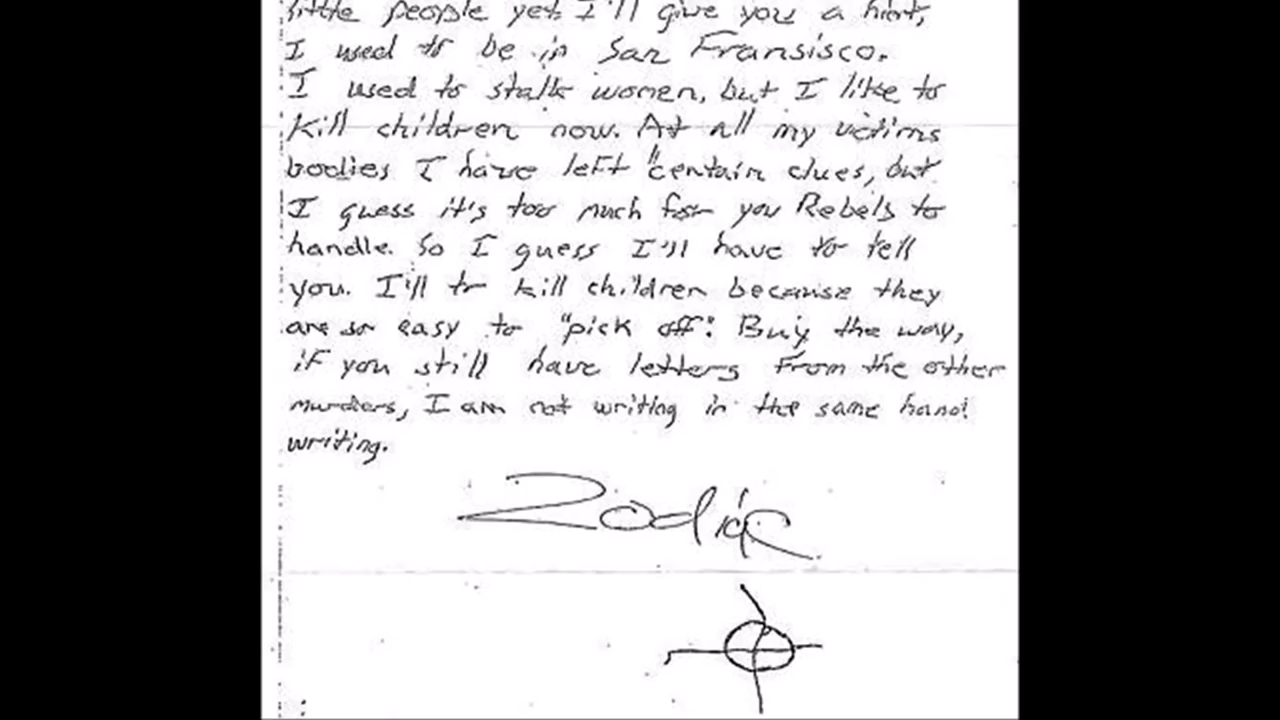 little people yet. I'll give you a hint,
I used to be in San Fransisco.
I used to stalk women, but I like to
kill children now. At all my victims
bodies I have left "certain clues, but
I guess it's too much for you Rebels to
handle. So I guess I'll have to tell
you. I'll to kill children because they
are so easy to "pick off". Buy the way,
if you still have letters from the other
murders, I am not writing in the same hand
writing.
Zodiac